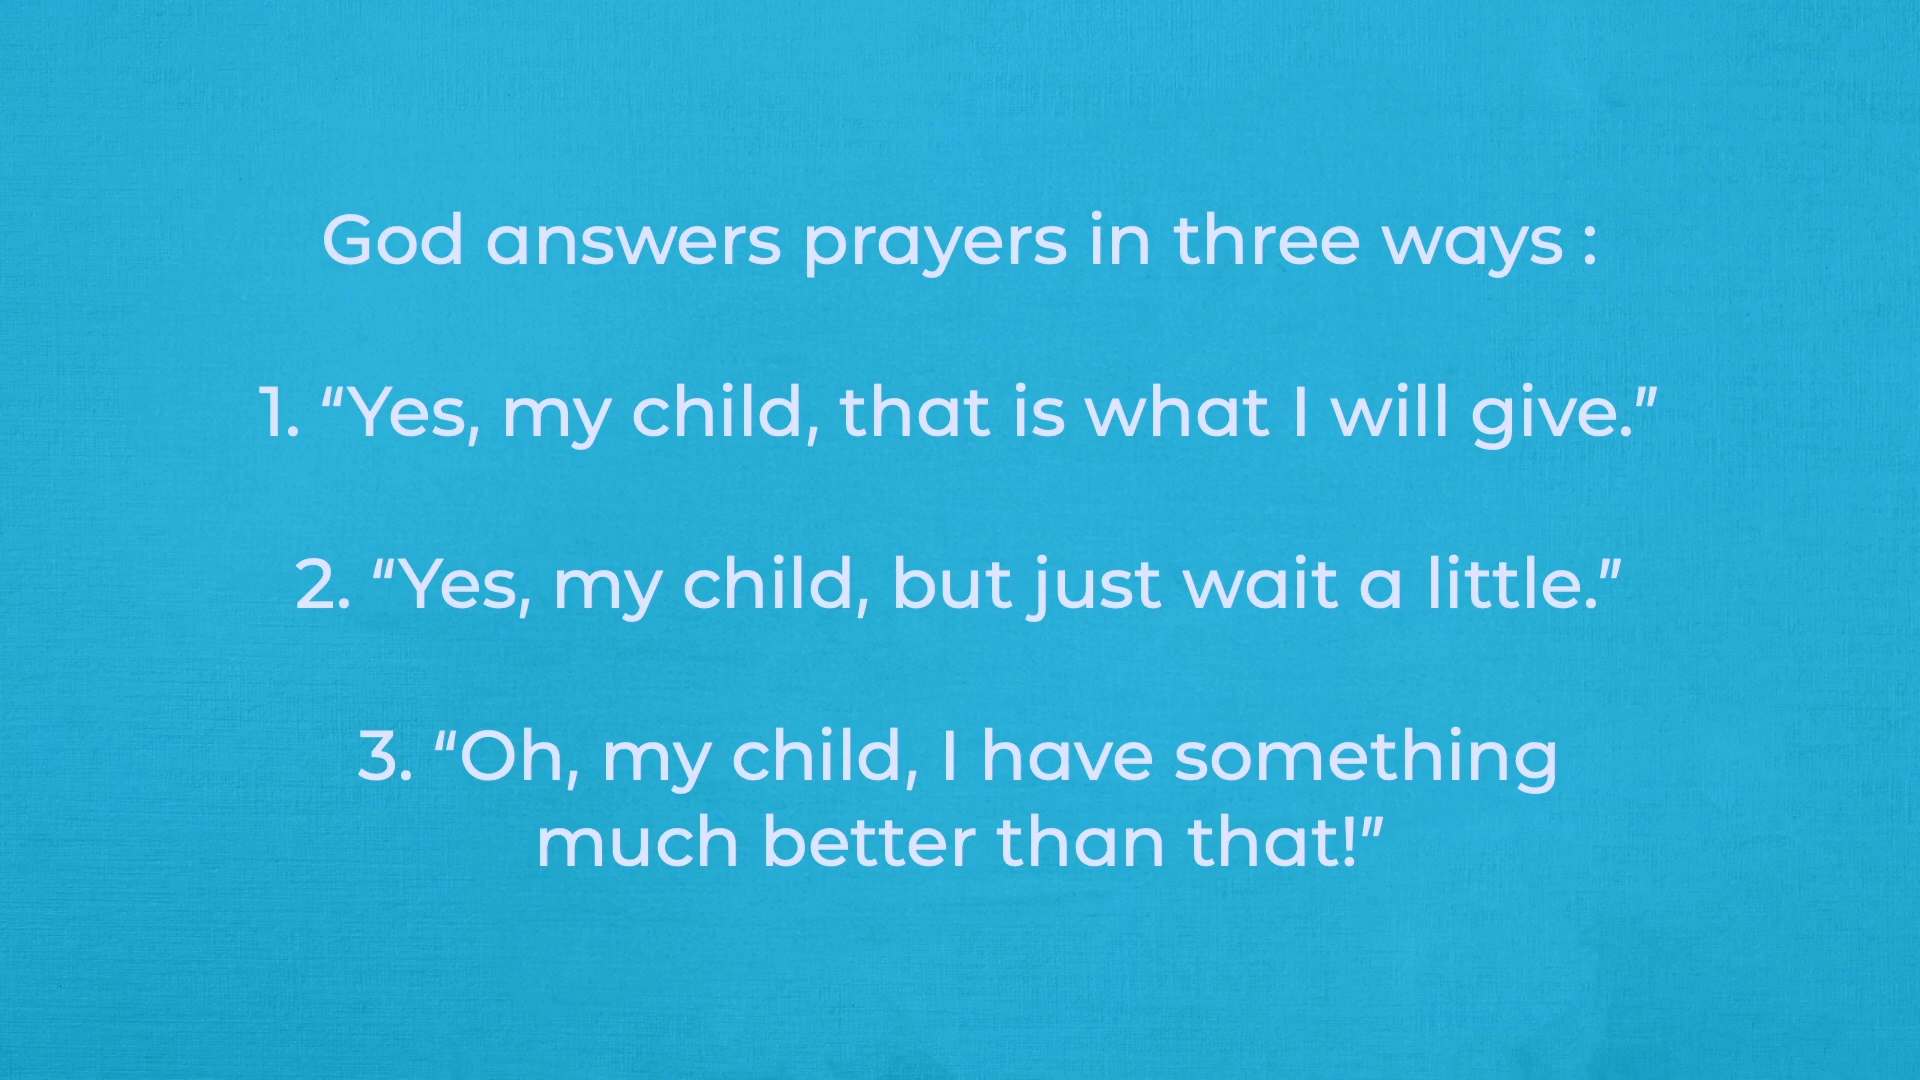 God answers prayers in three ways :
1. “Yes, my child, that is what I will give.”
2. “Yes, my child, but just wait a little.”
3. “Oh, my child, I have something
much better than that!”